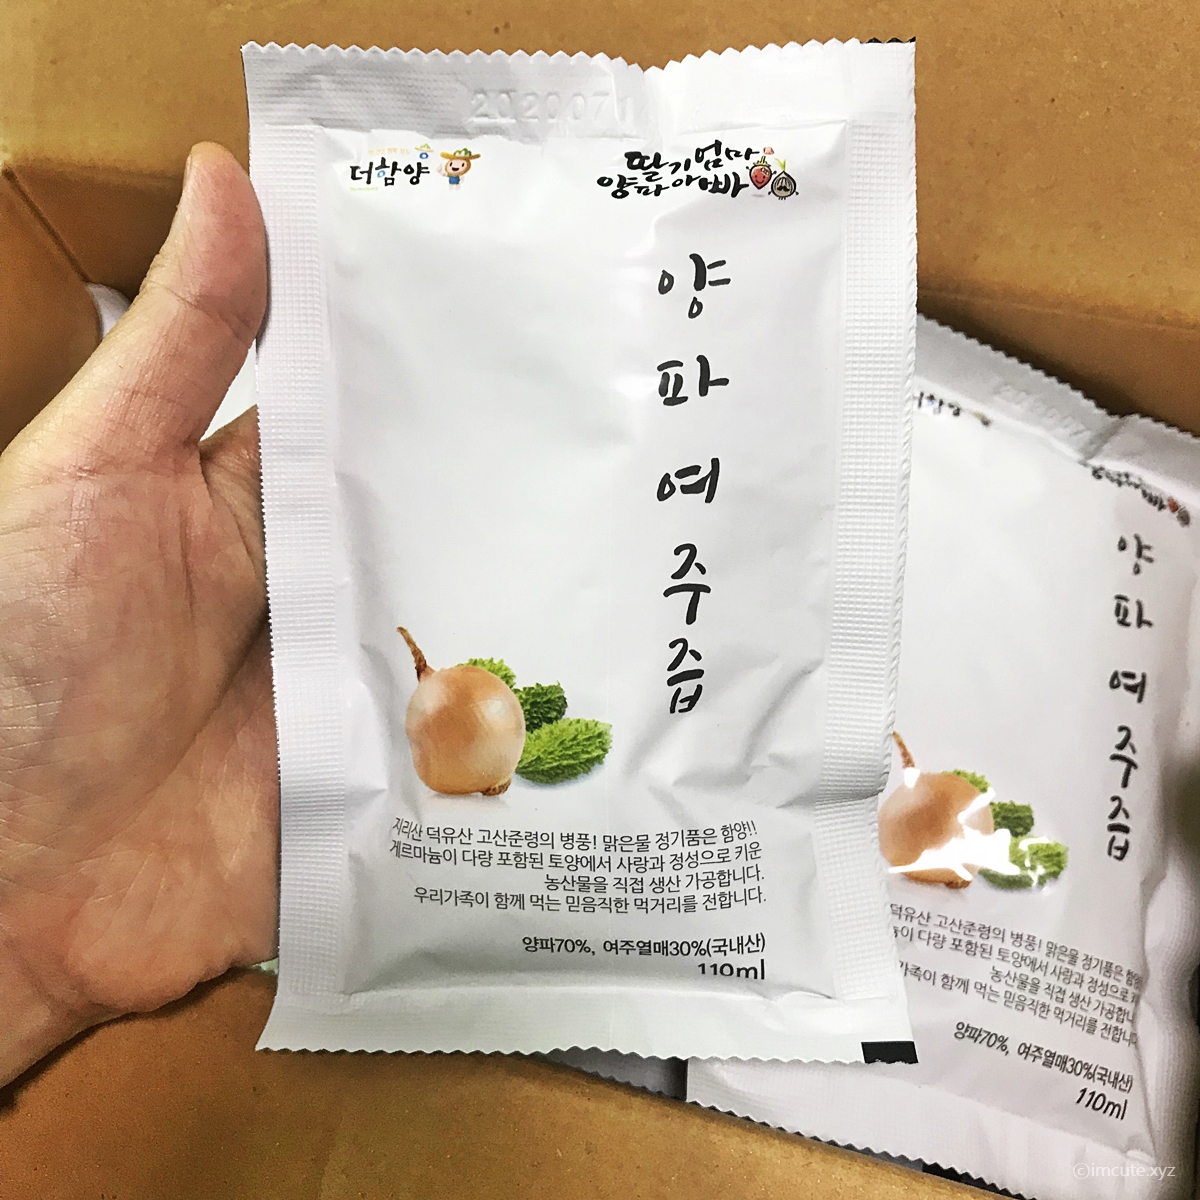 2020071
더함양
딸기엄마
양파아빠
양파여주즙
지리산 덕유산 고산준령의 병풍! 맑은물 정기품은 함양!!
게르마늄이 다량 포함된 토양에서 사랑과 정성으로 키운
농산물을 직접 생산 가공합니다.
우리가족이 함께 먹는 믿음직한 먹거리를 전합니다.
양파70%, 여주열매30%(국내산)
110ml
더함양
양파여주즙
덕유산 고산준령의 병풍! 맑은물 정기품은 함양
다량 포함된 토양에서 사랑과 정성으로
농산물을 직접 생산 가공합니
함께 먹는 믿음직한 먹거리를 전합니다
양파70%, 여주열매30%(국내산)
110ml
©imcute.xyz